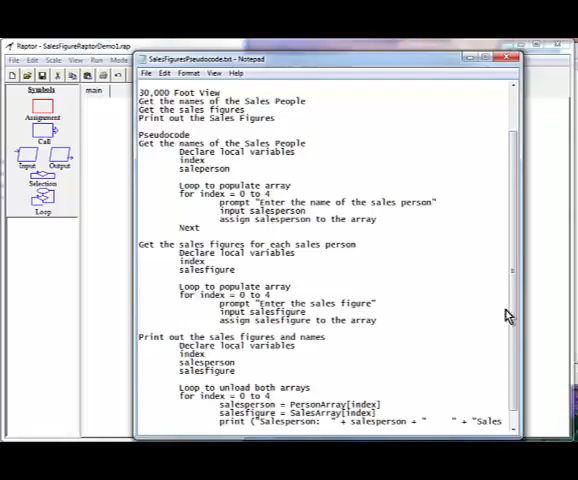 Raptor - SalesFigureRaptorDemo1.rap
File Edit Scale View Run Mo
Symbols
Assignment
Call
Input Output
Selection
Loop
main
SalesFiguresPseudocode.txt - Notepad
File Edit Format View Help
30,000 Foot View
Get the names of the Sales People
Get the sales figures
Print out the Sales Figures
Pseudocode
Get the names of the Sales People
Declare local variables
index
saleperson
Loop to populate array
for index = 0 to 4
prompt "Enter the name of the sales person"
input salesperson
assign salesperson to the array
Next
Get the sales figures for each sales person
Declare local variables
index
salesfigure
Loop to populate array
for index = 0 to 4
prompt "Enter the sales figure"
input salesfigure
assign salesfigure to the array
Print out the sales figures and names
Declare local variables
index
salesperson
salesfigure
Loop to unload both arrays
for index = 0 to 4
salesperson = PersonArray[index]
salesfigure = SalesArray[index]
print ("Salesperson:  " + salesperson + "     " + "Sales